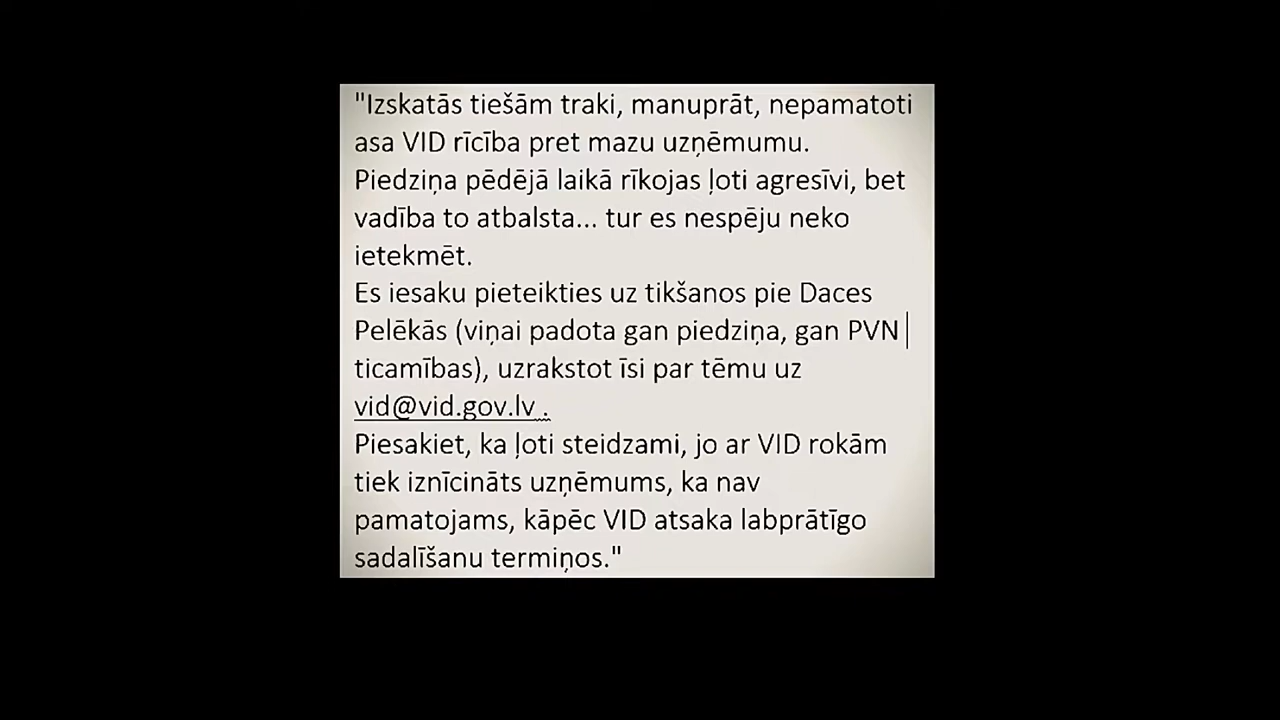 "Izskatās tiešām traki, manuprāt, nepamatoti
asa VID rīcība pret mazu uzņēmumu.
Piedziņa pēdējā laikā rīkojas ļoti agresīvi, bet
vadība to atbalsta... tur es nespēju neko
ietekmēt.
Es iesaku pieteikties uz tikšanos pie Daces
Pelēkās (viņai padota gan piedziņa, gan PVN
ticamības), uzrakstot īsi par tēmu uz
vid@vid.gov.lv .
Piesakiet, ka ļoti steidzami, jo ar VID rokām
tiek iznīcināts uzņēmums, ka nav
pamatojams, kāpēc VID atsaka labprātīgo
sadalīšanu termiņos."